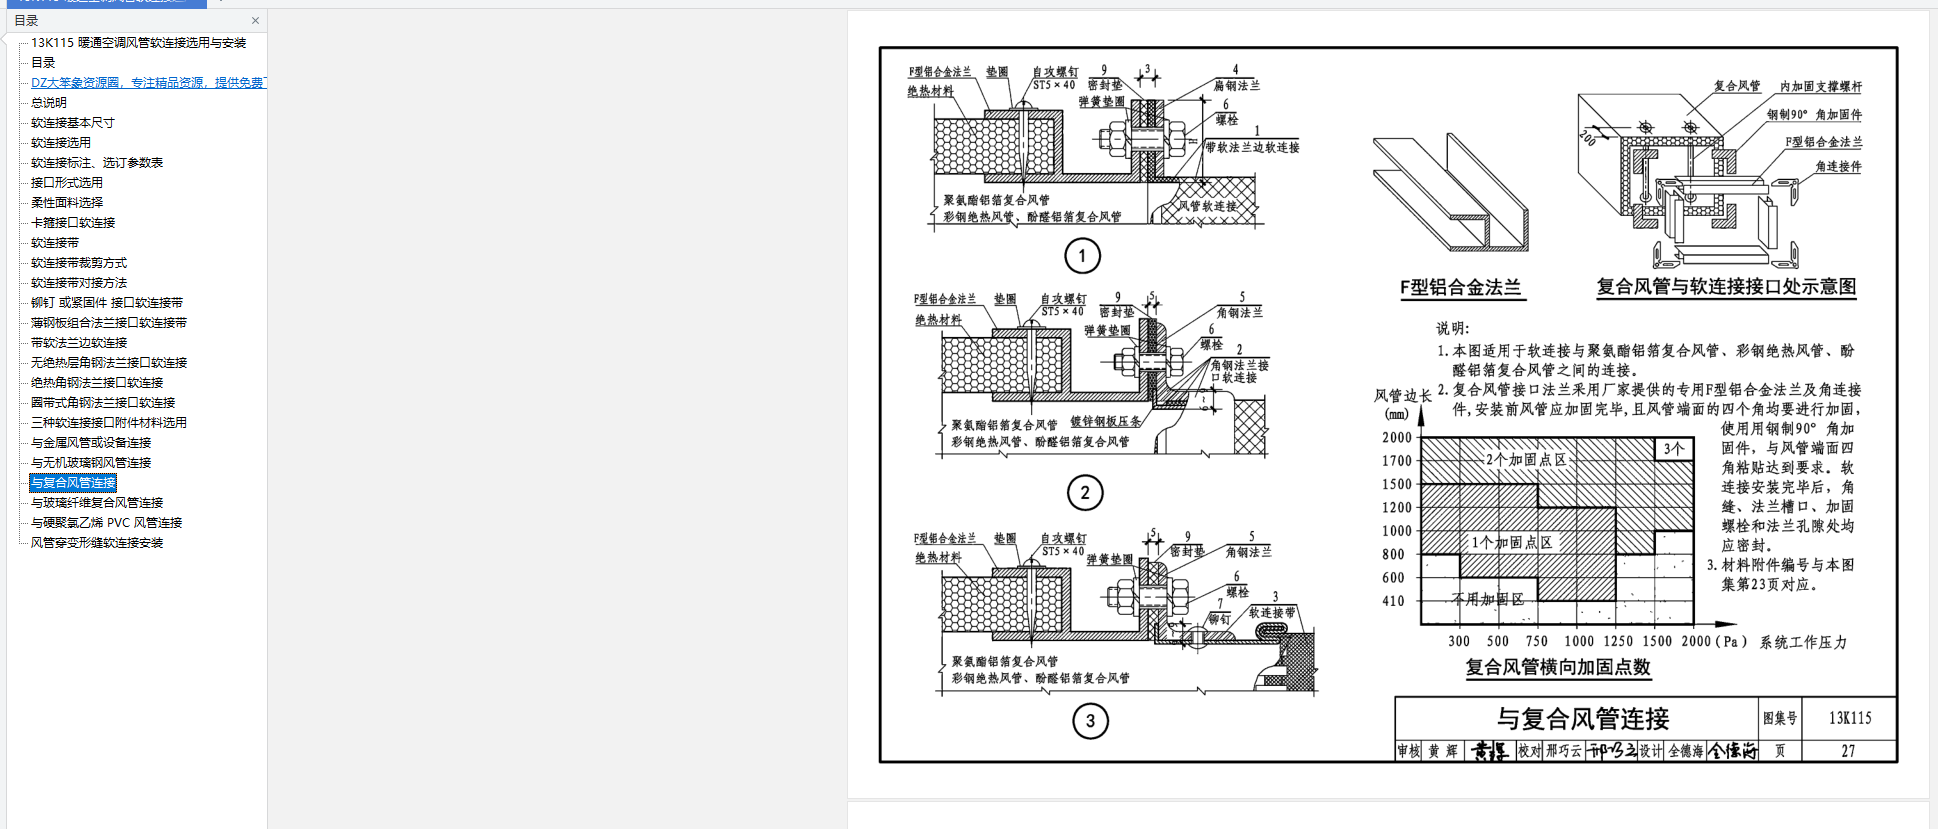 目录
×
13K115 暖通空调风管软连接选用与安装
目录
DZ大笨象资源圈，专注精品资源，提供免费
总说明
软连接基本尺寸
软连接选用
软连接标注、选订参数表
接口形式选用
柔性面料选择
卡箍接口软连接
软连接带
软连接带裁剪方式
软连接带对接方法
铆钉 或紧固件 接口软连接带
薄钢板组合法兰接口软连接带
带软法兰边软连接
无绝热层角钢法兰接口软连接
绝热角钢法兰接口软连接
圈带式角钢法兰接口软连接
三种软连接接口附件材料选用
与金属风管或设备连接
与无机玻璃钢风管连接
与复合风管连接
与玻璃纤维复合风管连接
与硬聚氯乙烯 PVC 风管连接
风管穿变形缝软连接安装
F型铝合金法兰
垫圈
自攻螺钉
ST5×40
绝热材料
9
密封垫
弹簧垫圈
3
4
扁钢法兰
6
螺栓
H
1
带软法兰边软连接
风管软连接
聚氨酯铝箔复合风管
彩钢绝热风管、酚醛铝箔复合风管
1
F型铝合金法兰
垫圈
自攻螺钉
ST5×40
绝热材料
9
密封垫
弹簧垫圈
5
5
角钢法兰
6
螺栓
2
角钢法兰接
口软连接
镀锌钢板压条
聚氨酯铝箔复合风管
彩钢绝热风管、酚醛铝箔复合风管
2
F型铝合金法兰
垫圈
自攻螺钉
ST5×40
绝热材料
弹簧垫圈
5
9
密封垫
5
角钢法兰
6
螺栓
7
铆钉
3
软连接带
聚氨酯铝箔复合风管
彩钢绝热风管、酚醛铝箔复合风管
3
F型铝合金法兰
200
复合风管
内加固支撑螺杆
钢制90° 角加固件
F型铝合金法兰
角连接件
复合风管与软连接接口处示意图
说明:
1.本图适用于软连接与聚氨酯铝箔复合风管、彩钢绝热风管、酚
醛铝箔复合风管之间的连接。
2.复合风管接口法兰采用厂家提供的专用F型铝合金法兰及角连接
件,安装前风管应加固完毕,且风管端面的四个角均要进行加固,
使用用钢制90° 角加
固件，与风管端面四
角粘贴达到要求。软
连接安装完毕后，角
缝、法兰槽口、加固
螺栓和法兰孔隙处均
应密封。
3.材料附件编号与本图
集第23页对应。
风管边长
(mm)
2000
1700
1500
1200
1000
800
600
410
3个
2个加固点区
1个加固点区
不用加固区
300 500 750 1000 1250 1500 2000(Pa) 系统工作压力
复合风管横向加固点数
与复合风管连接
图集号
13K115
审核 黄 辉 校对 邢巧云 设计 全德海 全德海 页 27